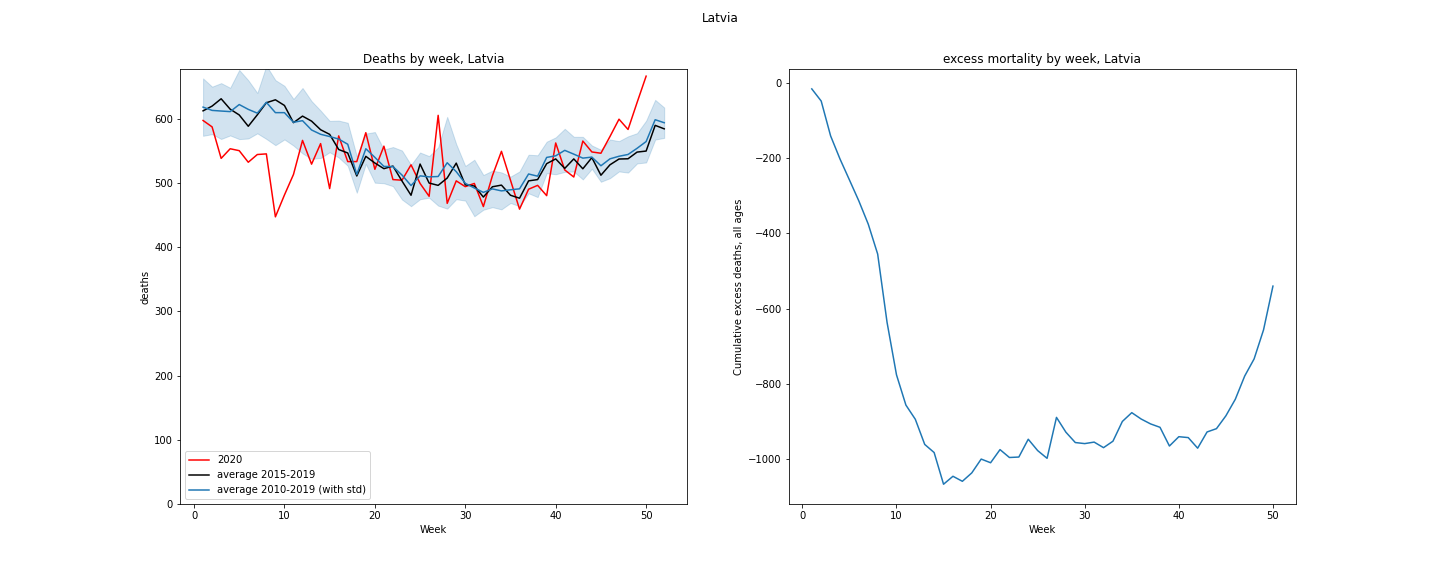 Latvia
Deaths by week, Latvia
deaths
600
500
400
300
200
100
0
0 10 20 30 40 50
Week
2020
average 2015-2019
average 2010-2019 (with std)
excess mortality by week, Latvia
Cumulative excess deaths, all ages
0
−200
−400
−600
−800
−1000
0 10 20 30 40 50
Week